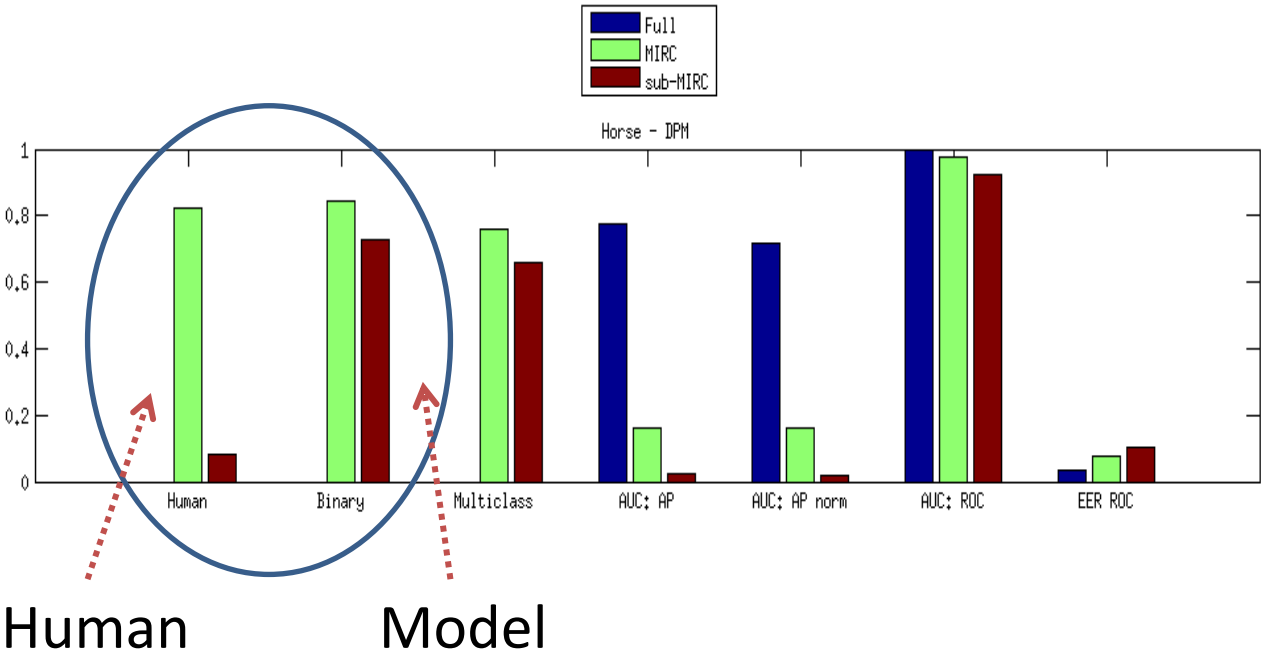 Full
MIRC
sub-MIRC
Horse - DPM
1
0.8
0.6
0.4
0.2
0
Human Binary Multiclass AUC: AP AUC: AP norm AUC: ROC EER ROC
Human Model